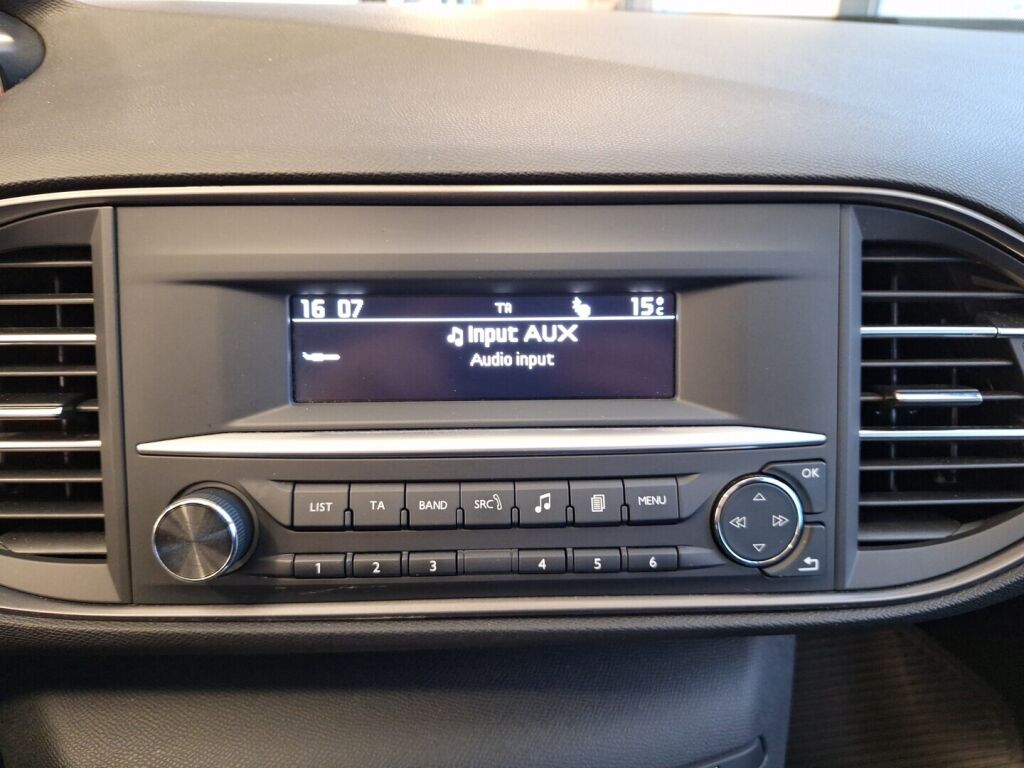 16 07 TA 15°C
Input AUX
Audio input
OK
LIST TA BAND SRC MENU
1 2 3 4 5 6